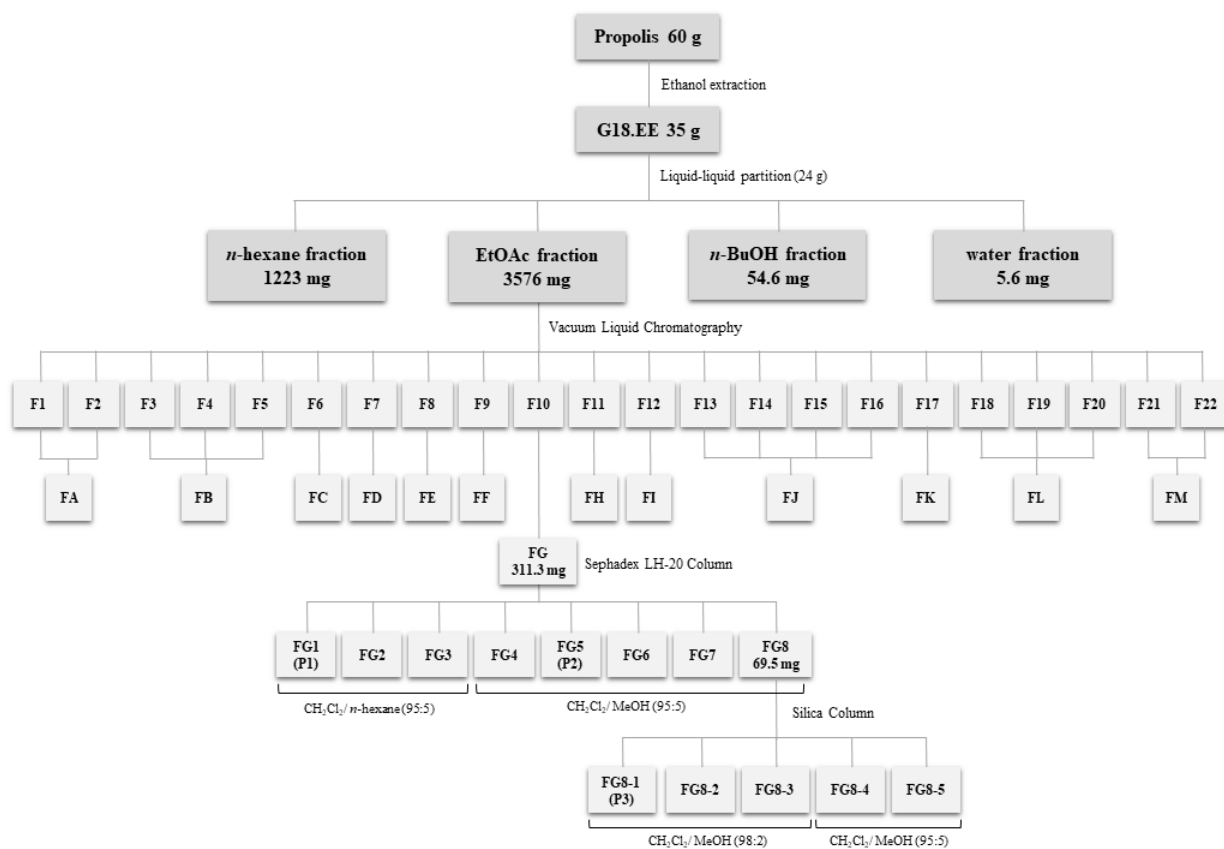 Propolis 60 g
Ethanol extraction
G18.EE 35 g
Liquid-liquid partition (24 g)
n-hexane fraction
1223 mg
EtOAc fraction
3576 mg
n-BuOH fraction
54.6 mg
water fraction
5.6 mg
Vacuum Liquid Chromatography
F1
F2
F3
F4
F5
F6
F7
F8
F9
F10
F11
F12
F13
F14
F15
F16
F17
F18
F19
F20
F21
F22
FA
FB
FC
FD
FE
FF
FH
FI
FJ
FK
FL
FM
FG
311.3 mg
Sephadex LH-20 Column
FG1
(P1)
FG2
FG3
FG4
FG5
(P2)
FG6
FG7
FG8
69.5 mg
CH₂Cl₂/ n-hexane (95:5)
CH₂Cl₂/ MeOH (95:5)
Silica Column
FG8-1
(P3)
FG8-2
FG8-3
FG8-4
FG8-5
CH₂Cl₂/ MeOH (98:2)
CH₂Cl₂/ MeOH (95:5)